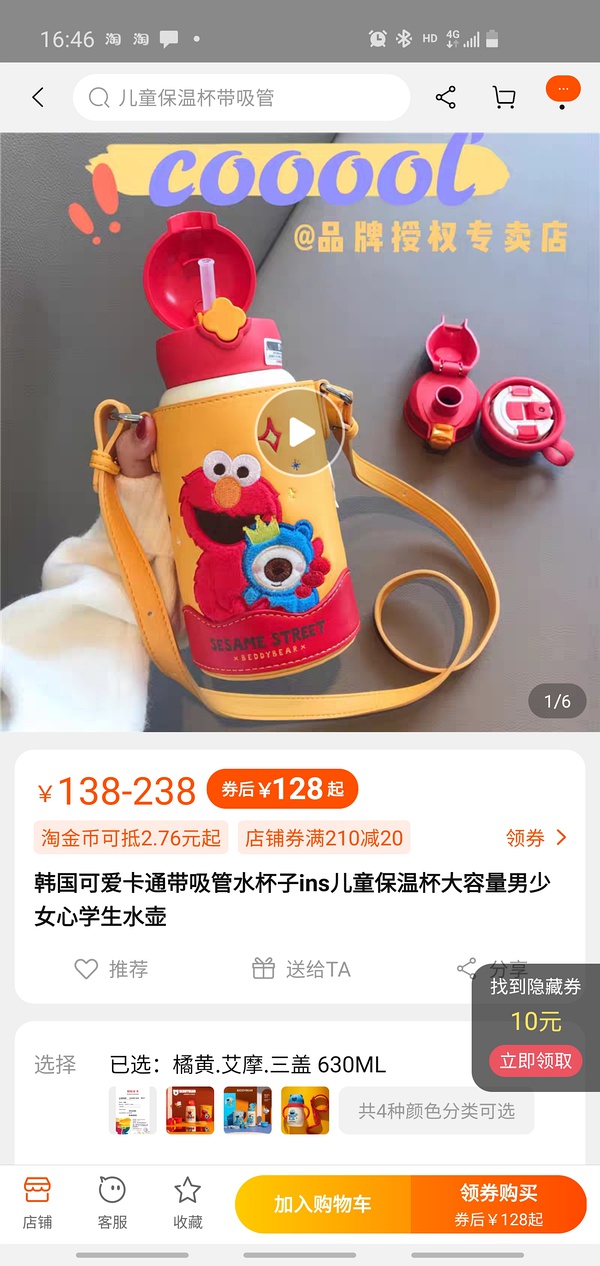 16:46 淘 淘
HD 4G
儿童保温杯带吸管
cooool
@品牌授权专卖店
SESAME STREET
×BEDDYBEAR×
1/6
￥138-238 券后￥128起
淘金币可抵2.76元起 店铺券满210减20 领券
韩国可爱卡通带吸管水杯子ins儿童保温杯大容量男少
女心学生水壶
推荐 送给TA 分享
找到隐藏券
10元
立即领取
选择 已选：橘黄.艾摩.三盖 630ML
共4种颜色分类可选
店铺 客服 收藏
加入购物车
领券购买
券后￥128起